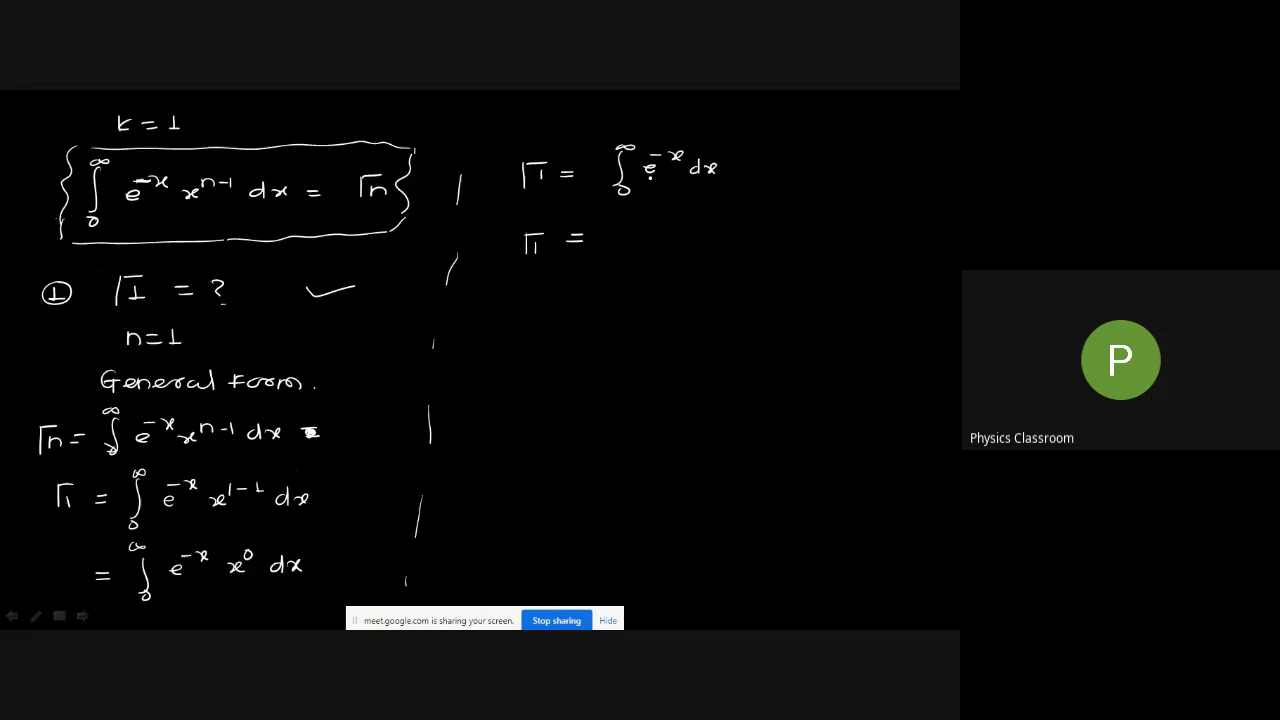 k = 1
∫₀^∞ e^{-x} x^{n-1} dx = Γn
① Γ1 = ?
n = 1
General form.
Γn = ∫₀^∞ e^{-x} x^{n-1} dx
Γ1 = ∫₀^∞ e^{-x} x^{1-1} dx
= ∫₀^∞ e^{-x} x^0 dx
Γ1 = ∫₀^∞ e^{-x} dx
Γ1 =
P
Physics Classroom
meet.google.com is sharing your screen. Stop sharing Hide